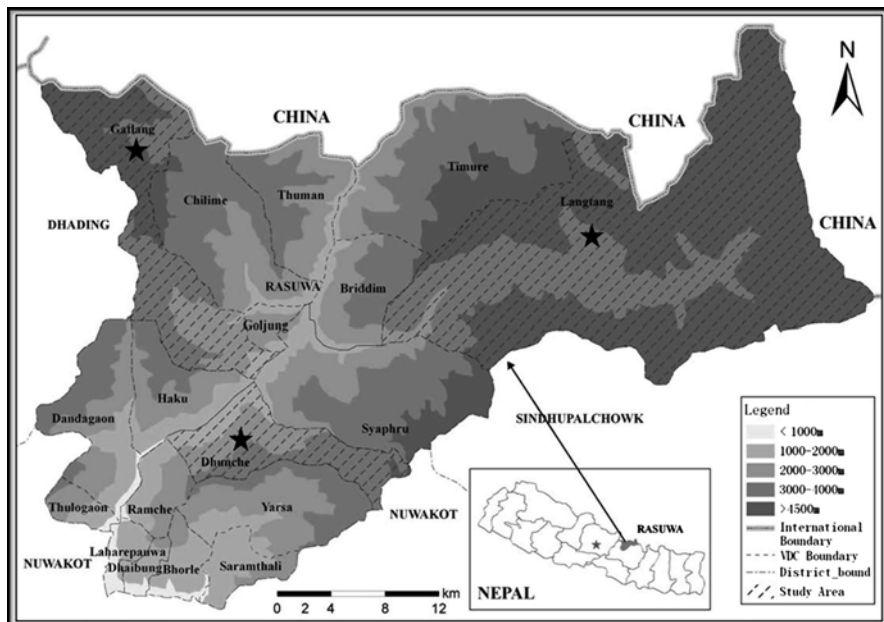 N
CHINA
CHINA
CHINA
Gatlang
Chilime
Thuman
Timure
Langtang
DHADING
RASUWA
Briddim
Goljung
Haku
Dandagaon
Syaphru
Dhunche
SINDHUPALCHOWK
Thulogaon
Ramche
Yarsa
NUWAKOT
NUWAKOT
Laharepauwa
Dhaibung
Bhorle
Saramthali
km
0 2 4 8 12
RASUWA
NEPAL
Legend
< 1000m
1000-2000m
2000-3000m
3000-4000m
>4500m
International
Boundary
VDC Boundary
District_bound
Study Area